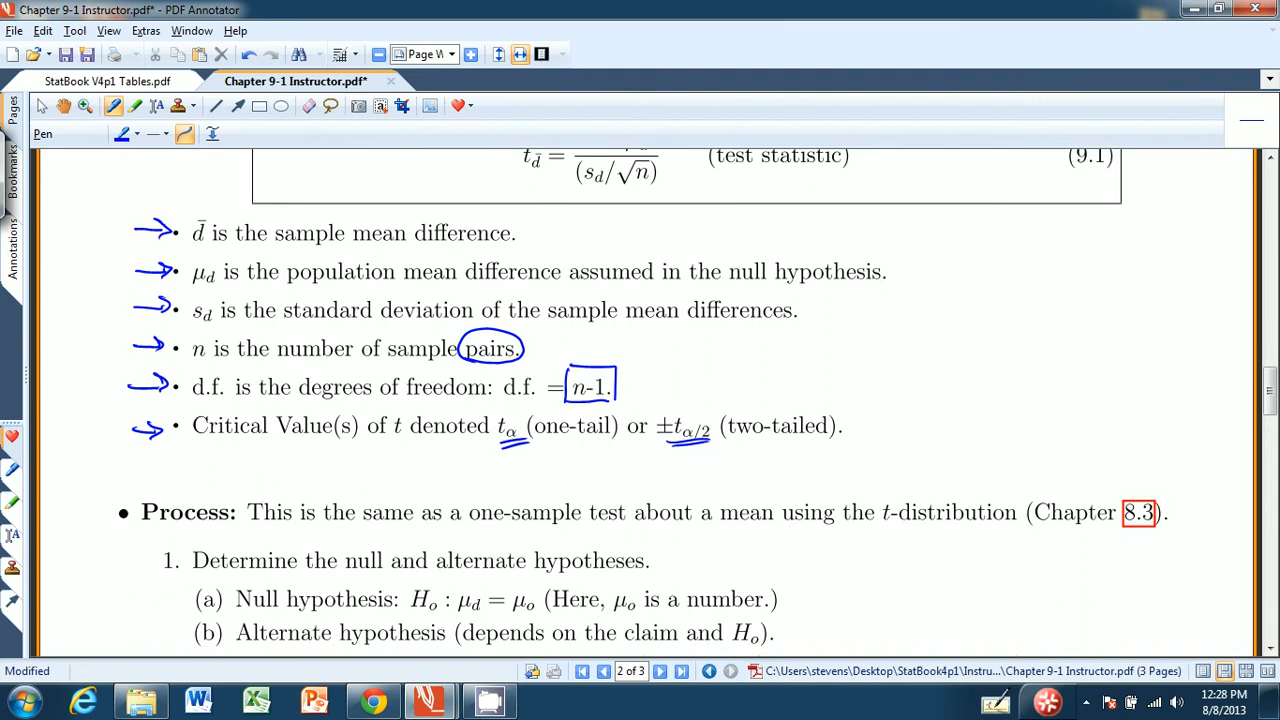 Chapter 9-1 Instructor.pdf* - PDF Annotator
File Edit Tool View Extras Window Help
Page W
StatBook V4p1 Tables.pdf Chapter 9-1 Instructor.pdf*
Pen
Pages
Bookmarks
Annotations
t_d̄ = (s_d/√n) (test statistic) (9.1)
• d̄ is the sample mean difference.
• μ_d is the population mean difference assumed in the null hypothesis.
• s_d is the standard deviation of the sample mean differences.
• n is the number of sample pairs.
• d.f. is the degrees of freedom: d.f. = n-1.
• Critical Value(s) of t denoted t_α (one-tail) or ±t_α/2 (two-tailed).
• Process: This is the same as a one-sample test about a mean using the t-distribution (Chapter 8.3).
1. Determine the null and alternate hypotheses.
(a) Null hypothesis: H_o : μ_d = μ_o (Here, μ_o is a number.)
(b) Alternate hypothesis (depends on the claim and H_o).
Modified 2 of 3 C:\Users\stevens\Desktop\StatBook4p1\Instru...\Chapter 9-1 Instructor.pdf (3 Pages)
12:28 PM
8/8/2013